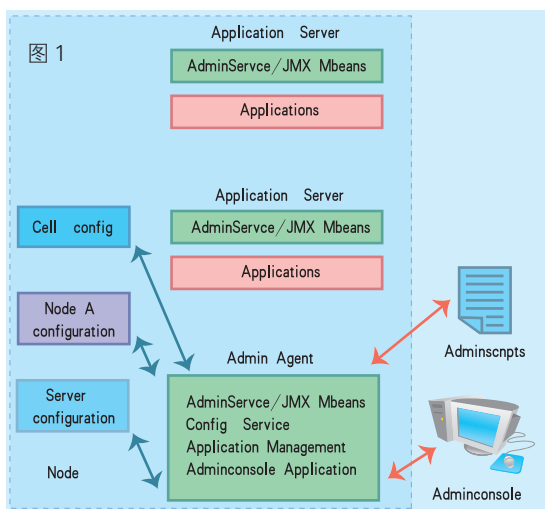 图 1
Application Server
AdminServce/JMX Mbeans
Applications
Application Server
AdminServce/JMX Mbeans
Applications
Cell config
Node A
configuration
Server
configuration
Node
Admin Agent
AdminServce/JMX Mbeans
Config Service
Application Management
Adminconsole Application
Adminscnpts
Adminconsole